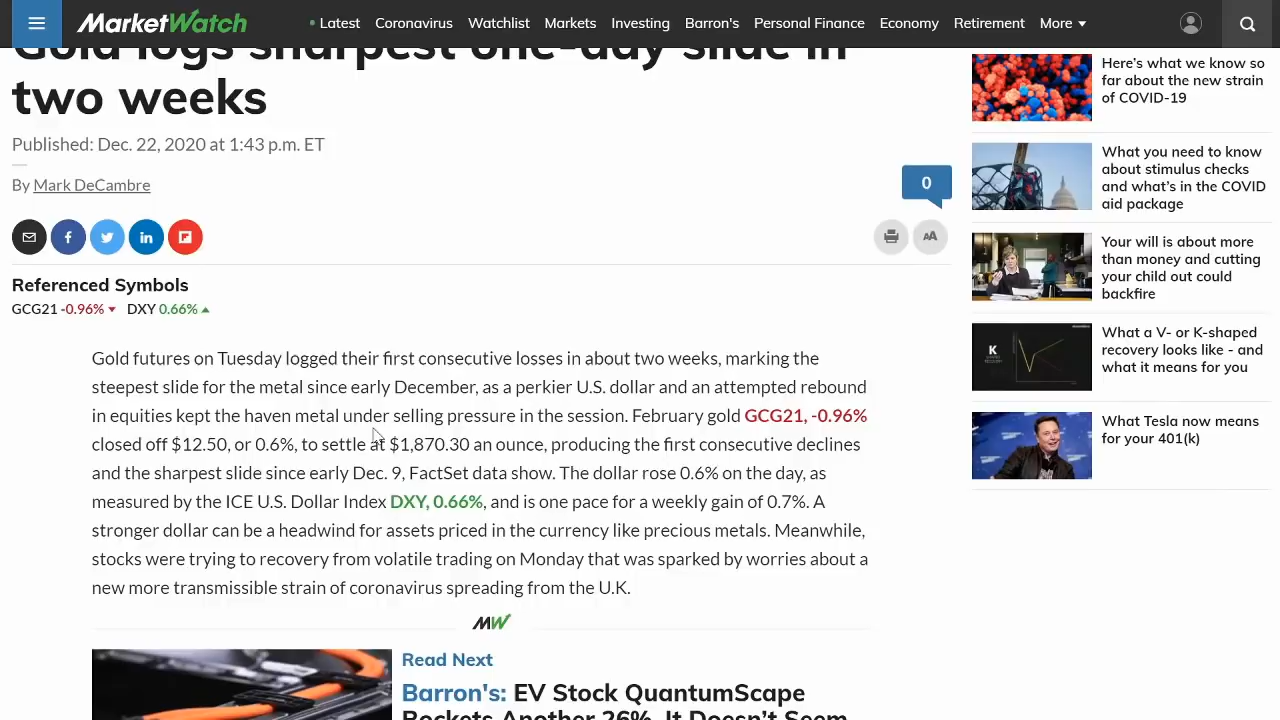 MarketWatch
Latest Coronavirus Watchlist Markets Investing Barron's Personal Finance Economy Retirement More
Gold logs sharpest one-day slide in
two weeks
Published: Dec. 22, 2020 at 1:43 p.m. ET
By Mark DeCambre
0
f
in
AA
Referenced Symbols
GCG21 -0.96% DXY 0.66%
Gold futures on Tuesday logged their first consecutive losses in about two weeks, marking the
steepest slide for the metal since early December, as a perkier U.S. dollar and an attempted rebound
in equities kept the haven metal under selling pressure in the session. February gold GCG21, -0.96%
closed off $12.50, or 0.6%, to settle at $1,870.30 an ounce, producing the first consecutive declines
and the sharpest slide since early Dec. 9, FactSet data show. The dollar rose 0.6% on the day, as
measured by the ICE U.S. Dollar Index DXY, 0.66%, and is one pace for a weekly gain of 0.7%. A
stronger dollar can be a headwind for assets priced in the currency like precious metals. Meanwhile,
stocks were trying to recovery from volatile trading on Monday that was sparked by worries about a
new more transmissible strain of coronavirus spreading from the U.K.
MW
Read Next
Barron's: EV Stock QuantumScape
Rockets Another 26%. It Doesn't Seem
Here's what we know so
far about the new strain
of COVID-19
What you need to know
about stimulus checks
and what's in the COVID
aid package
Your will is about more
than money and cutting
your child out could
backfire
K
What a V- or K-shaped
recovery looks like - and
what it means for you
What Tesla now means
for your 401(k)